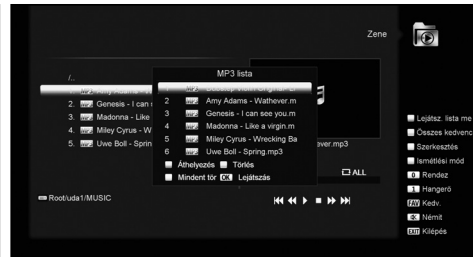 Zene
/..
MP3 lista
1.
1
2. Genesis - I can
2 Amy Adams - Wathever.m
3. Madonna - Like
3 Genesis - I can see you.m
4. Miley Cyrus - W
4 Madonna - Like a virgin.m
5. Uwe Boll - Sprin
5 Miley Cyrus - Wrecking Ba
ever.mp3
6 Uwe Boll - Spring.mp3
Áthelyezés Törlés
Mindent tör OK Lejátszás
ALL
Root/uda1/MUSIC
Lejátsz. lista me
Összes kedvenc
Szerkesztés
Ismétlési mód
0 Rendez
1 Hangerő
FAV Kedv.
Némít
EXIT Kilépés